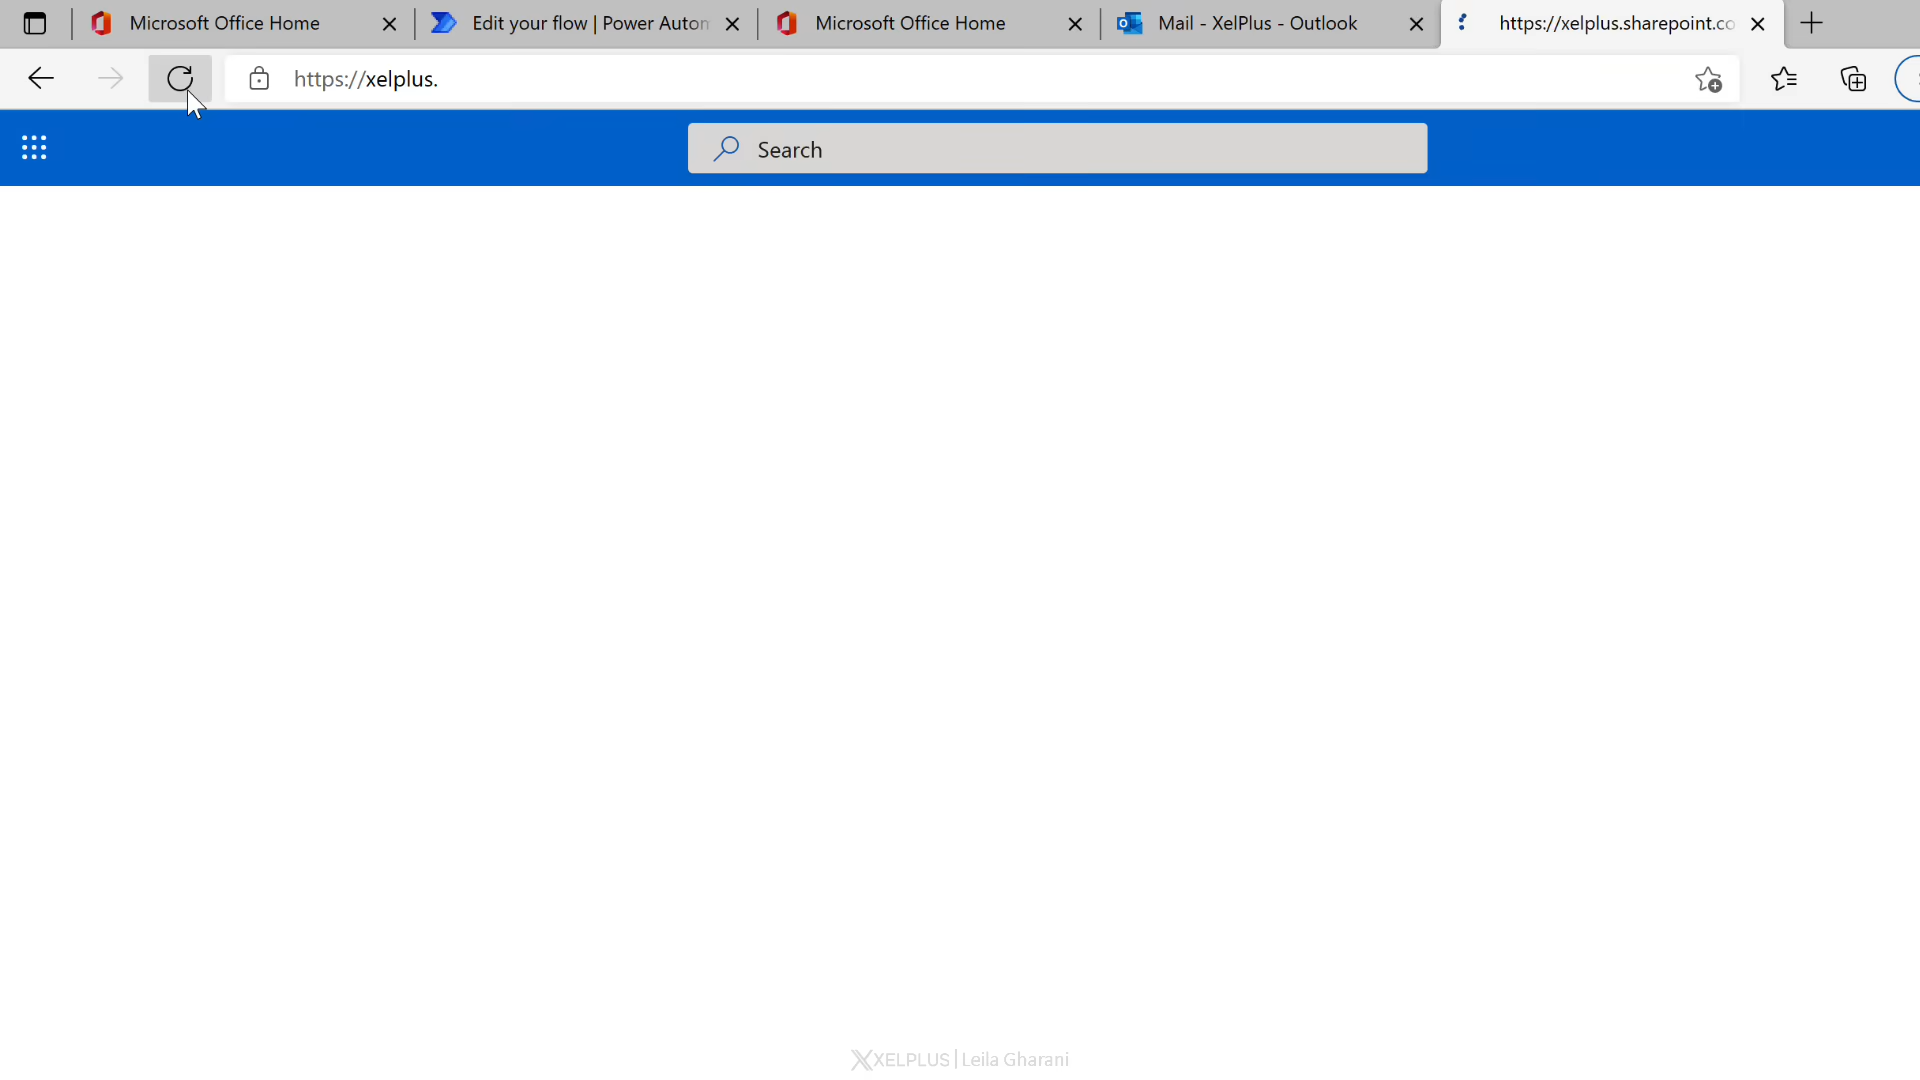 Microsoft Office Home
Edit your flow | Power Autom
Microsoft Office Home
Mail - XelPlus - Outlook
https://xelplus.sharepoint.co
https://xelplus.
Search
XELPLUS | Leila Gharani